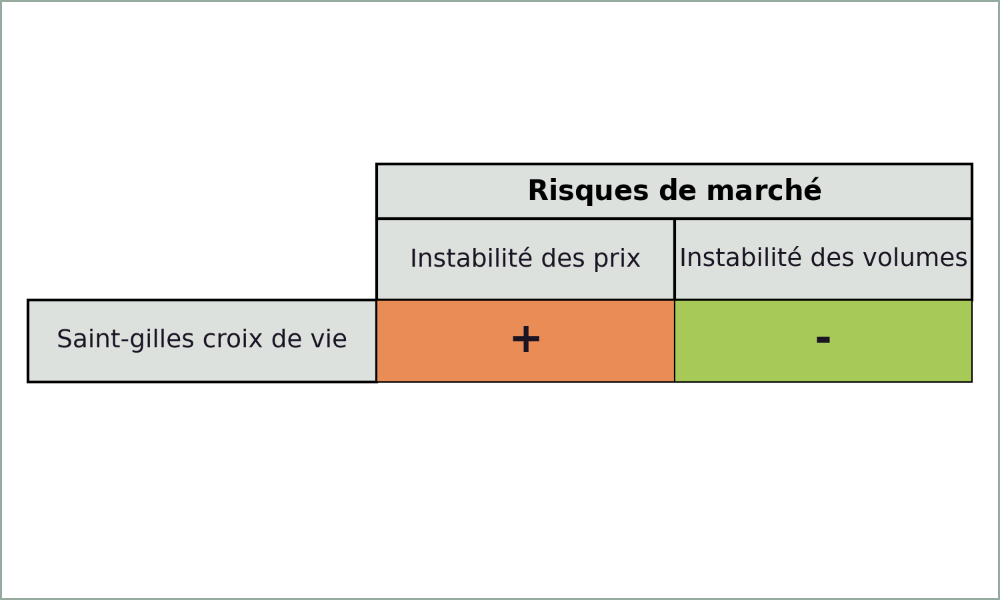 Risques de marché
Instabilité des prix
Instabilité des volumes
Saint-gilles croix de vie
+
-